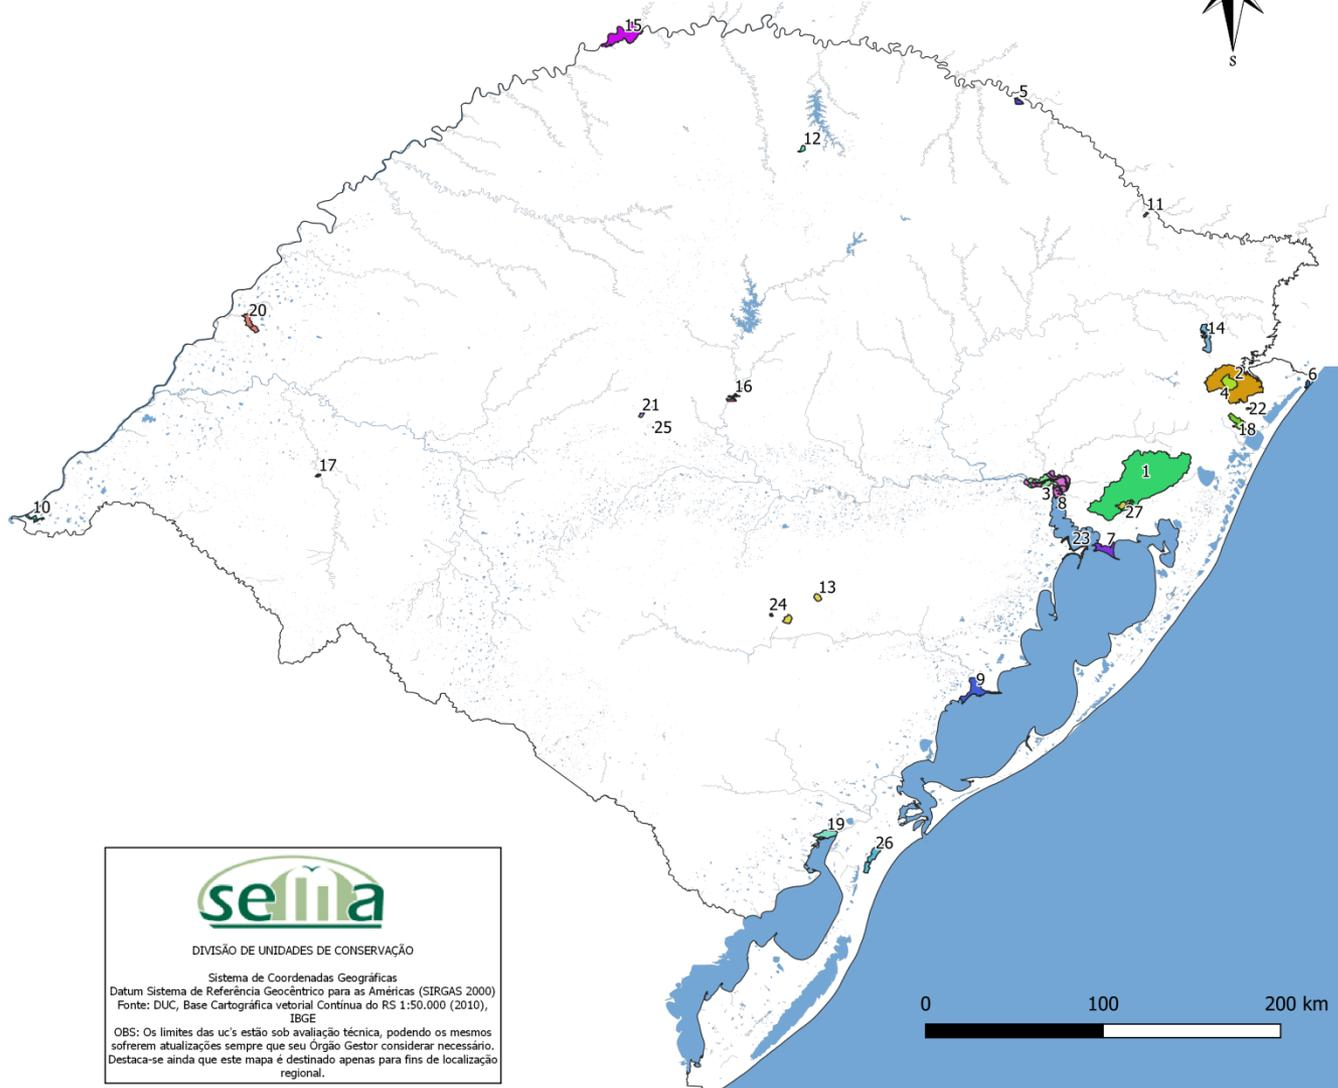 S
15
5
12
11
20
14
2
6
4
16
22
21
18
25
1
17
3
8
10
27
23
7
13
24
9
19
26
sema
DIVISÃO DE UNIDADES DE CONSERVAÇÃO
Sistema de Coordenadas Geográficas
Datum Sistema de Referência Geocêntrico para as Américas (SIRGAS 2000)
Fonte: DUC, Base Cartográfica vetorial Contínua do RS 1:50.000 (2010),
IBGE
OBS: Os limites das uc's estão sob avaliação técnica, podendo os mesmos
sofrerem atualizações sempre que seu Órgão Gestor considerar necessário.
Destaca-se ainda que este mapa é destinado apenas para fins de localização
regional.
0 100 200 km